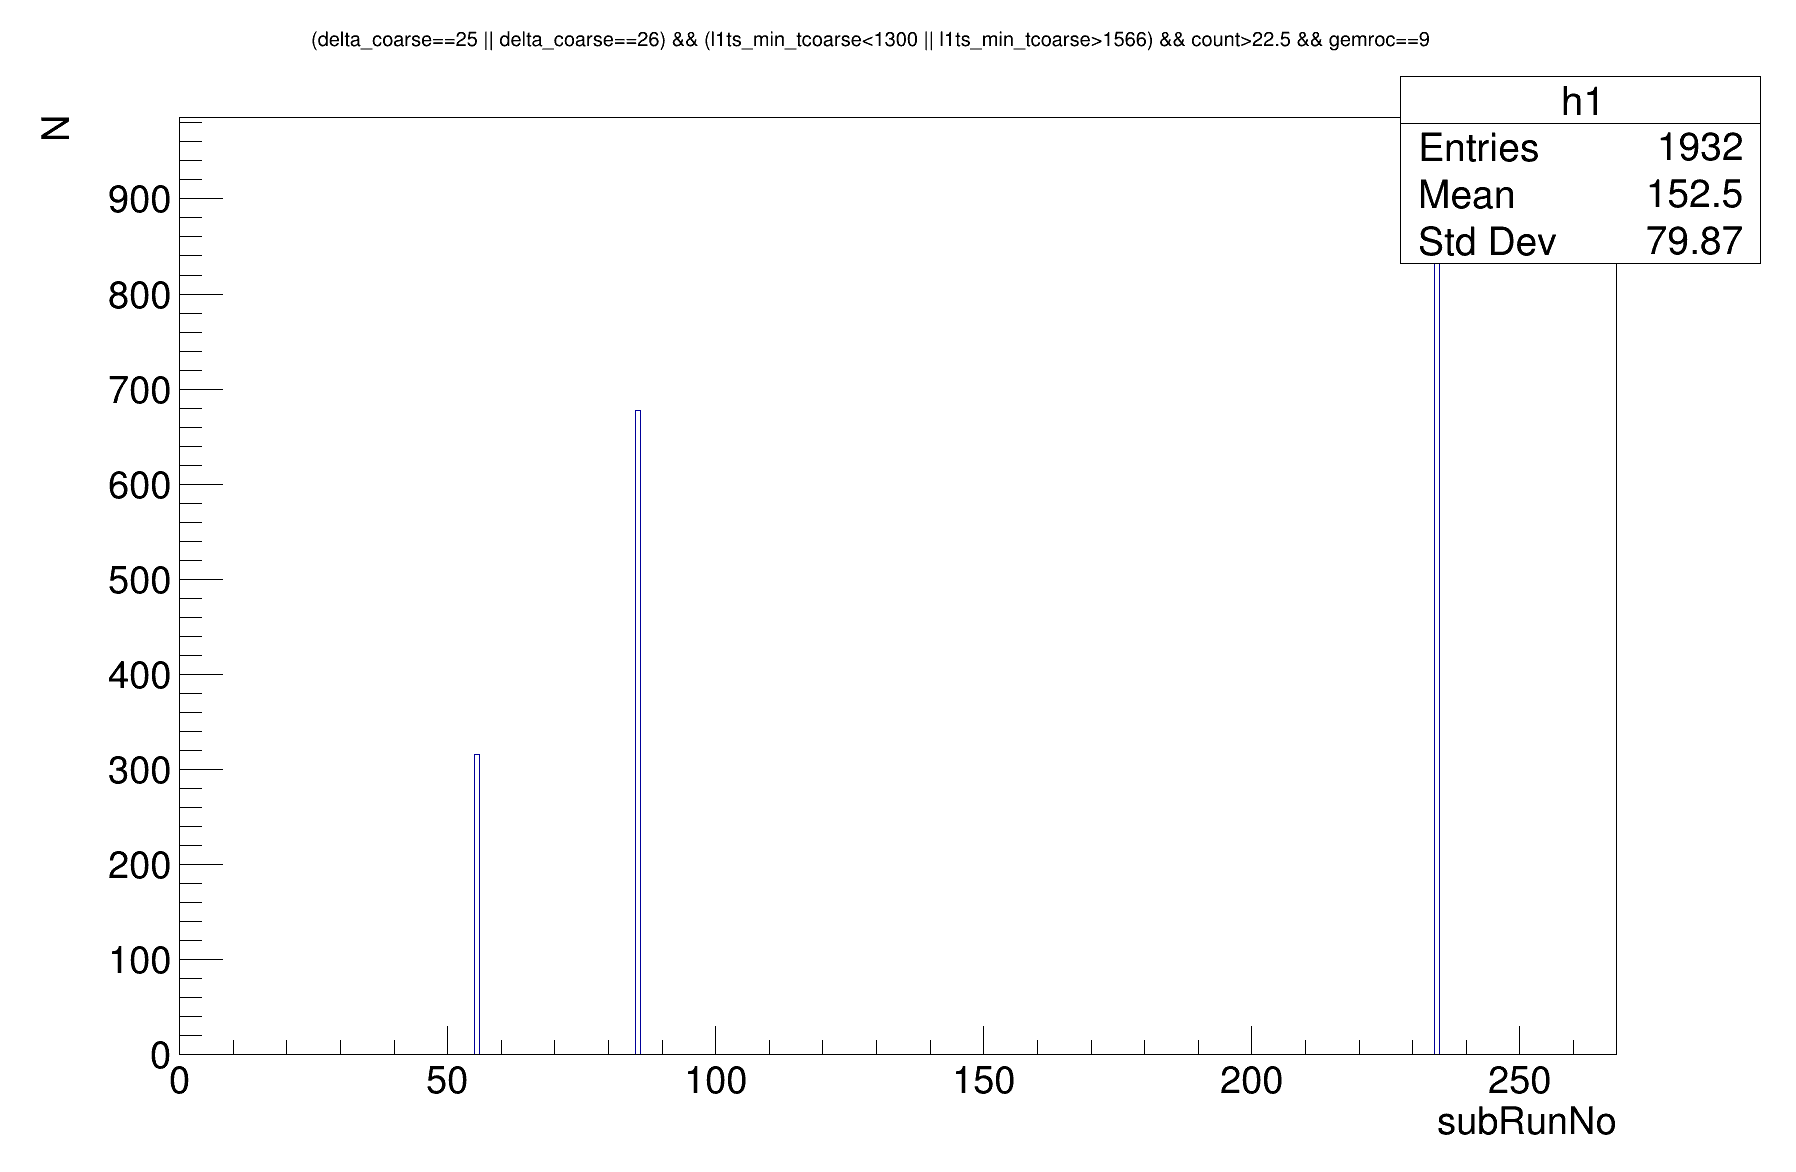 (delta_coarse==25 || delta_coarse==26) && (l1ts_min_tcoarse<1300 || l1ts_min_tcoarse>1566) && count>22.5 && gemroc==9
h1
Entries 1932
Mean 152.5
Std Dev 79.87
N
900
800
700
600
500
400
300
200
100
0
0 50 100 150 200 250
subRunNo